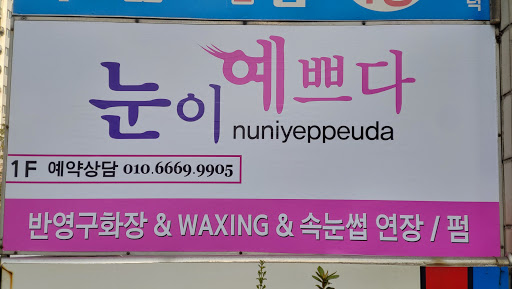 눈이 예쁘다
nuniyeppeuda
1F 예약상담 010.6669.9905
반영구화장 & WAXING & 속눈썹 연장 / 펌